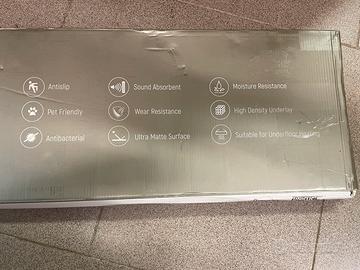 Antislip
Sound Absorbent
Moisture Resistance
Pet Friendly
Wear Resistance
High Density Underlay
Antibacterial
Ultra Matte Surface
Suitable for Underfloor Heating